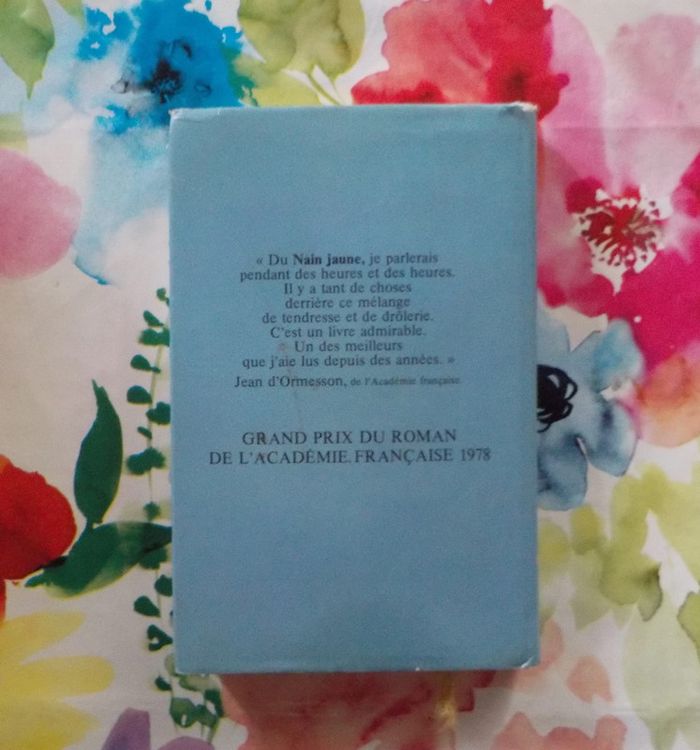 « Du Nain jaune, je parlerais
pendant des heures et des heures.
Il y a tant de choses
derrière ce mélange
de tendresse et de drôlerie.
C'est un livre admirable.
Un des meilleurs
que j'aie lus depuis des années. »
Jean d'Ormesson, de l'Académie française.
GRAND PRIX DU ROMAN
DE L'ACADÉMIE FRANÇAISE 1978